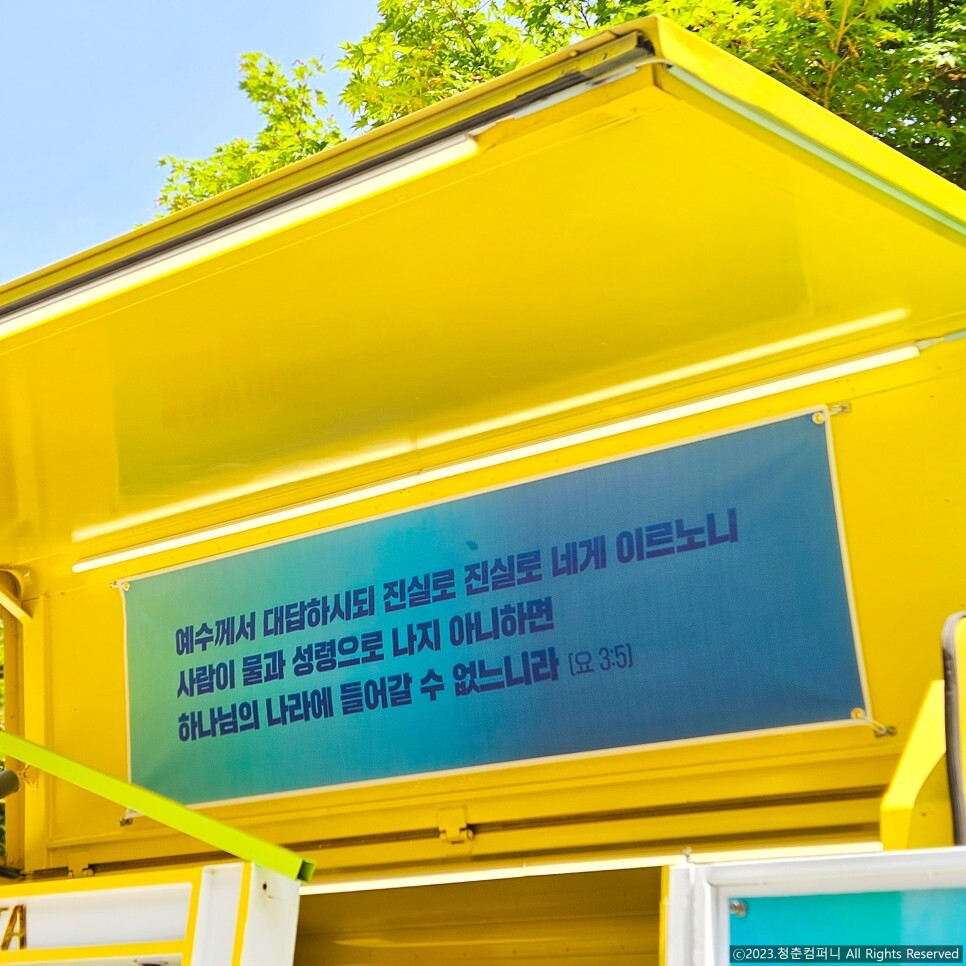 예수께서 대답하시되 진실로 진실로 네게 이르노니
사람이 물과 성령으로 나지 아니하면
하나님의 나라에 들어갈 수 없느니라 (요 3:5)
TA
ⓒ2023.청춘컴퍼니 All Rights Reserved